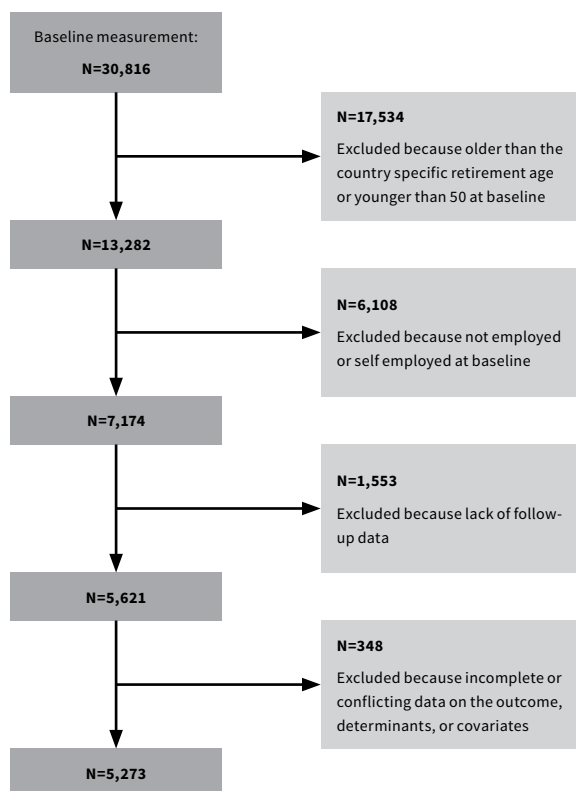 Baseline measurement:
N=30,816
N=17,534
Excluded because older than the
country specific retirement age
or younger than 50 at baseline
N=13,282
N=6,108
Excluded because not employed
or self employed at baseline
N=7,174
N=1,553
Excluded because lack of follow-
up data
N=5,621
N=348
Excluded because incomplete or
conflicting data on the outcome,
determinants, or covariates
N=5,273